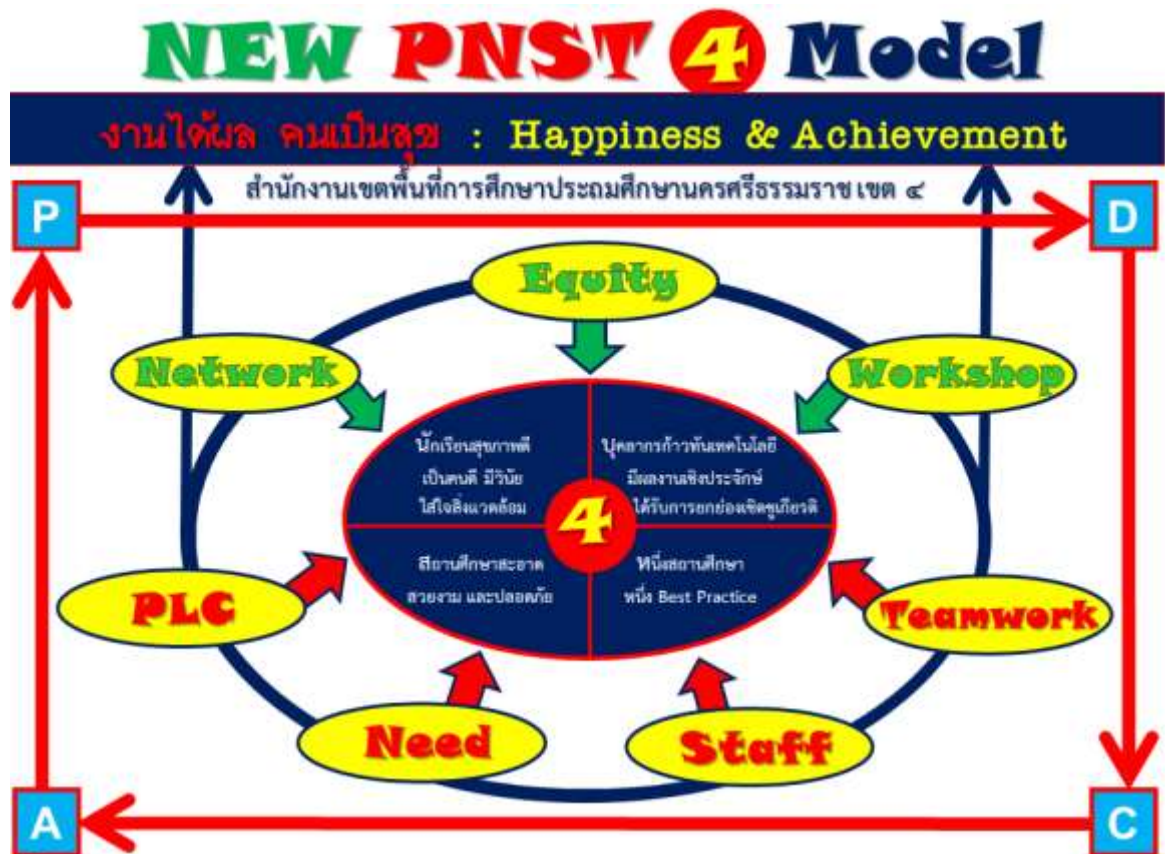 NEW PNST 4 Model
งานได้ผล คนเป็นสุข : Happiness & Achievement
สำนักงานเขตพื้นที่การศึกษาประถมศึกษานครศรีธรรมราช เขต ๔
P
D
Equity
Network
Workshop
นักเรียนสุขภาพดี
เป็นคนดี มีวินัย
ใส่ใจสิ่งแวดล้อม
บุคลากรก้าวทันเทคโนโลยี
มีผลงานเชิงประจักษ์
ได้รับการยกย่องเชิดชูเกียรติ
4
สถานศึกษาสะอาด
สวยงาม และปลอดภัย
หนึ่งสถานศึกษา
หนึ่ง Best Practice
PLC
Teamwork
Need
Staff
A
C